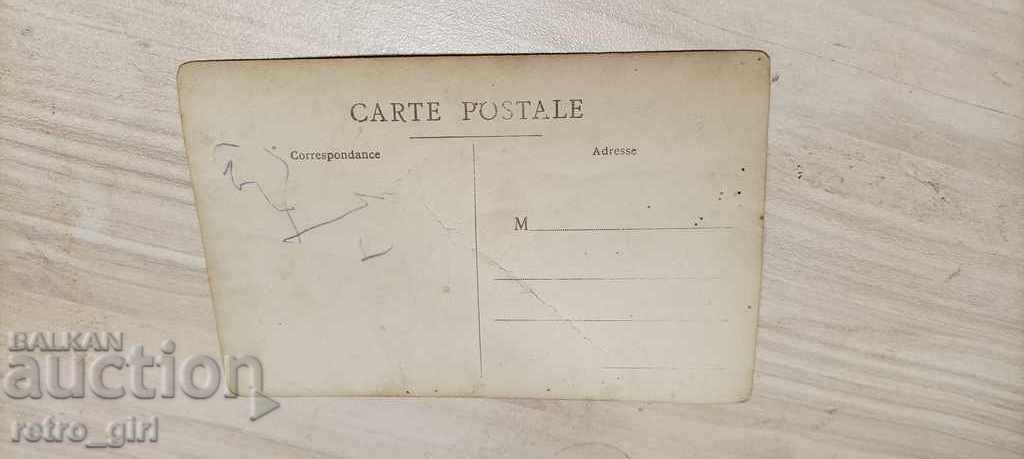 CARTE POSTALE
Correspondance
Adresse
M
BALKAN
auction
retro_girl